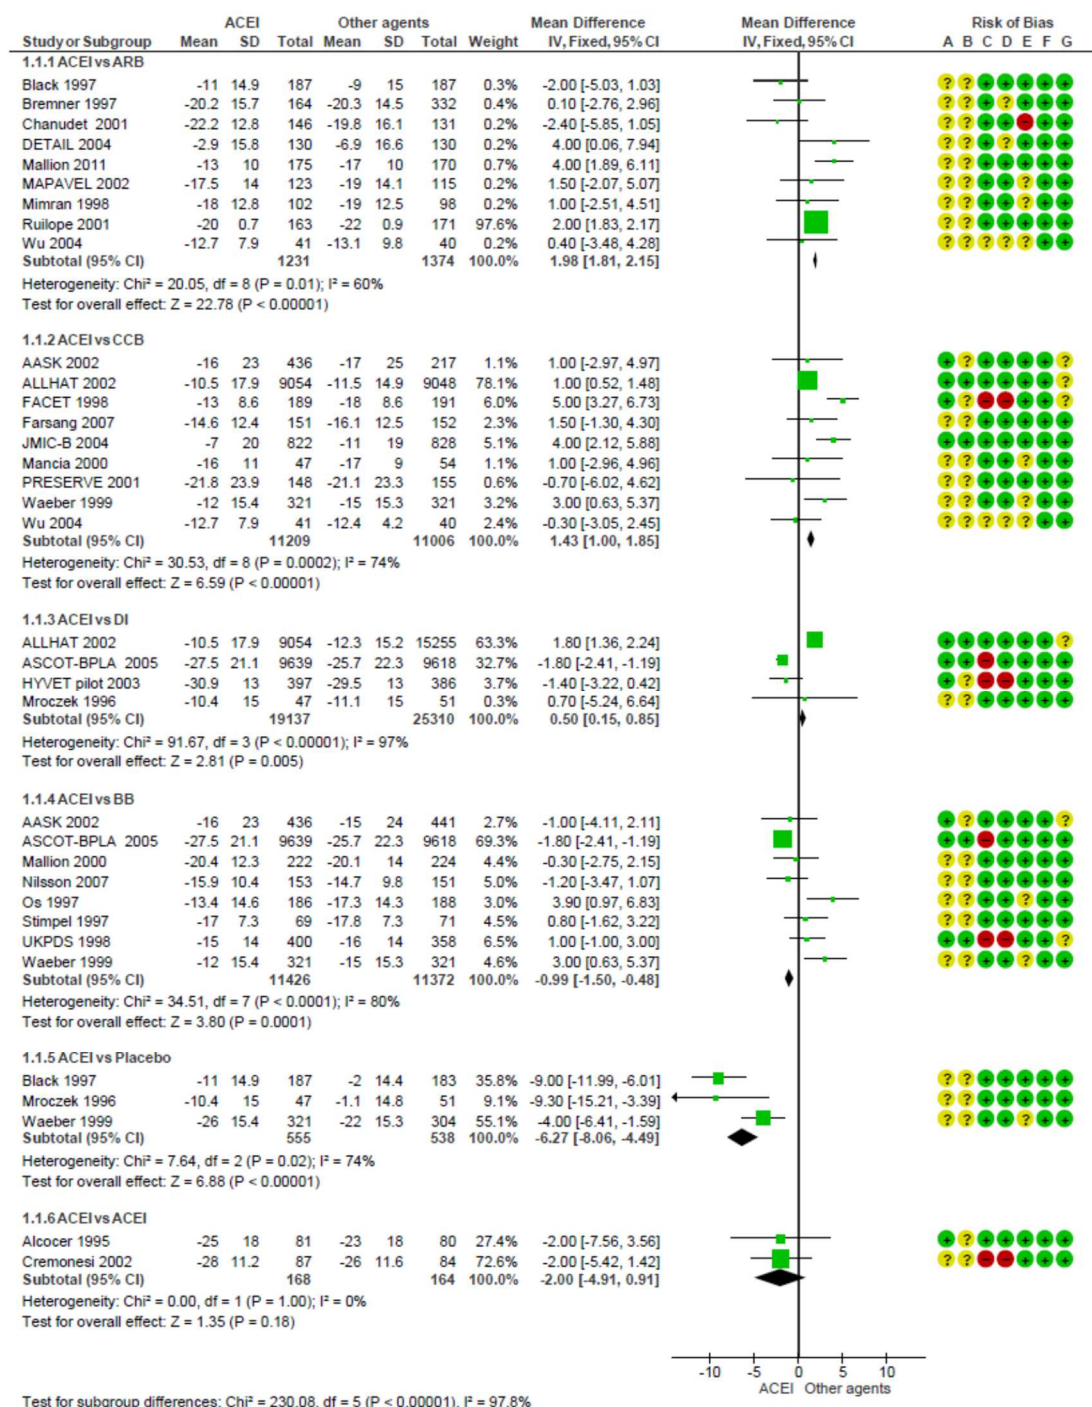 ACEI Other agents Mean Difference Mean Difference Risk of Bias
Study or Subgroup Mean SD Total Mean SD Total Weight IV, Fixed, 95% CI IV, Fixed, 95% CI A B C D E F G
1.1.1 ACEI vs ARB
Black 1997 -11 14.9 187 -9 15 187 0.3% -2.00 [-5.03, 1.03] ? ? + + + + +
Bremner 1997 -20.2 15.7 164 -20.3 14.5 332 0.4% 0.10 [-2.76, 2.96] ? ? + ? + + +
Chanudet 2001 -22.2 12.8 146 -19.8 16.1 131 0.2% -2.40 [-5.85, 1.05] ? ? + + - + +
DETAIL 2004 -2.9 15.8 130 -6.9 16.6 130 0.2% 4.00 [0.06, 7.94] ? ? + + + + +
Mallion 2011 -13 10 175 -17 10 170 0.7% 4.00 [1.89, 6.11] ? ? + + + + +
MAPAVEL 2002 -17.5 14 123 -19 14.1 115 0.2% 1.50 [-2.07, 5.07] ? ? + + ? + +
Mimran 1998 -18 12.8 102 -19 12.5 98 0.2% 1.00 [-2.51, 4.51] ? ? + + ? + +
Ruilope 2001 -20 0.7 163 -22 0.9 171 97.6% 2.00 [1.83, 2.17] ? ? + + + + +
Wu 2004 -12.7 7.9 41 -13.1 9.8 40 0.2% 0.40 [-3.48, 4.28] ? ? ? ? ? + +
Subtotal (95% CI) 1231 1374 100.0% 1.98 [1.81, 2.15]
Heterogeneity: Chi² = 20.05, df = 8 (P = 0.01); I² = 60%
Test for overall effect: Z = 22.78 (P < 0.00001)
1.1.2 ACEI vs CCB
AASK 2002 -16 23 436 -17 25 217 1.1% 1.00 [-2.97, 4.97] + ? + + + + ?
ALLHAT 2002 -10.5 17.9 9054 -11.5 14.9 9048 78.1% 1.00 [0.52, 1.48] + + + + + + ?
FACET 1998 -13 8.6 189 -18 8.6 191 6.0% 5.00 [3.27, 6.73] + ? - - + + ?
Farsang 2007 -14.6 12.4 151 -16.1 12.5 152 2.3% 1.50 [-1.30, 4.30] + ? + + + + +
JMIC-B 2004 -7 20 822 -11 19 828 5.1% 4.00 [2.12, 5.88] + + + + + + +
Mancia 2000 -16 11 47 -17 9 54 1.1% 1.00 [-2.96, 4.96] ? ? + + ? + +
PRESERVE 2001 -21.8 23.9 148 -21.1 23.3 155 0.6% -0.70 [-6.02, 4.62] ? ? + + + + +
Waeber 1999 -12 15.4 321 -15 15.3 321 3.2% 3.00 [0.63, 5.37] ? ? + + ? + +
Wu 2004 -12.7 7.9 41 -12.4 4.2 40 2.4% -0.30 [-3.05, 2.45] ? ? ? ? ? + +
Subtotal (95% CI) 11209 11006 100.0% 1.43 [1.00, 1.85]
Heterogeneity: Chi² = 30.53, df = 8 (P = 0.0002); I² = 74%
Test for overall effect: Z = 6.59 (P < 0.00001)
1.1.3 ACEI vs DI
ALLHAT 2002 -10.5 17.9 9054 -12.3 15.2 15255 63.3% 1.80 [1.36, 2.24] + + + + + + ?
ASCOT-BPLA 2005 -27.5 21.1 9639 -25.7 22.3 9618 32.7% -1.80 [-2.41, -1.19] + + - + + + +
HYVET pilot 2003 -30.9 13 397 -29.5 13 386 3.7% -1.40 [-3.22, 0.42] + ? - - + + +
Mroczek 1996 -10.4 15 47 -11.1 15 51 0.3% 0.70 [-5.24, 6.64] ? ? + + + + +
Subtotal (95% CI) 19137 25310 100.0% 0.50 [0.15, 0.85]
Heterogeneity: Chi² = 91.67, df = 3 (P < 0.00001); I² = 97%
Test for overall effect: Z = 2.81 (P = 0.005)
1.1.4 ACEI vs BB
AASK 2002 -16 23 436 -15 24 441 2.7% -1.00 [-4.11, 2.11] + ? + + + + ?
ASCOT-BPLA 2005 -27.5 21.1 9639 -25.7 22.3 9618 69.3% -1.80 [-2.41, -1.19] + + - + + + +
Mallion 2000 -20.4 12.3 222 -20.1 14 224 4.4% -0.30 [-2.75, 2.15] ? ? + + + + +
Nilsson 2007 -15.9 10.4 153 -14.7 9.8 151 5.0% -1.20 [-3.47, 1.07] ? ? + + + + +
Os 1997 -13.4 14.6 186 -17.3 14.3 188 3.0% 3.90 [0.97, 6.83] ? ? + + ? + +
Stimpel 1997 -17 7.3 69 -17.8 7.3 71 4.5% 0.80 [-1.62, 3.22] ? ? + + + + +
UKPDS 1998 -15 14 400 -16 14 358 6.5% 1.00 [-1.00, 3.00] + + - - + + ?
Waeber 1999 -12 15.4 321 -15 15.3 321 4.6% 3.00 [0.63, 5.37] ? ? + + ? + +
Subtotal (95% CI) 11426 11372 100.0% -0.99 [-1.50, -0.48]
Heterogeneity: Chi² = 34.51, df = 7 (P < 0.0001); I² = 80%
Test for overall effect: Z = 3.80 (P = 0.0001)
1.1.5 ACEI vs Placebo
Black 1997 -11 14.9 187 -2 14.4 183 35.8% -9.00 [-11.99, -6.01] ? ? + + + + +
Mroczek 1996 -10.4 15 47 -1.1 14.8 51 9.1% -9.30 [-15.21, -3.39] ? ? + + + + +
Waeber 1999 -26 15.4 321 -22 15.3 304 55.1% -4.00 [-6.41, -1.59] ? ? + + ? + +
Subtotal (95% CI) 555 538 100.0% -6.27 [-8.06, -4.49]
Heterogeneity: Chi² = 7.64, df = 2 (P = 0.02); I² = 74%
Test for overall effect: Z = 6.88 (P < 0.00001)
1.1.6 ACEI vs ACEI
Alcocer 1995 -25 18 81 -23 18 80 27.4% -2.00 [-7.56, 3.56] + ? + + + + +
Cremonesi 2002 -28 11.2 87 -26 11.6 84 72.6% -2.00 [-5.42, 1.42] ? ? - - + + +
Subtotal (95% CI) 168 164 100.0% -2.00 [-4.91, 0.91]
Heterogeneity: Chi² = 0.00, df = 1 (P = 1.00); I² = 0%
Test for overall effect: Z = 1.35 (P = 0.18)
-10 -5 0 5 10
ACEI Other agents
Test for subgroup differences: Chi² = 230.08, df = 5 (P < 0.00001), I² = 97.8%